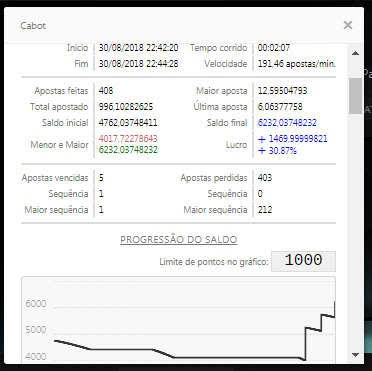 Cabot ×
Início 30/08/2018 22:42:20 Tempo corrido 00:02:07
Fim 30/08/2018 22:44:28 Velocidade 191,46 apostas/min.
Apostas feitas 408 Maior aposta 12,59504793
Total apostado 996,10282625 Última aposta 6,06377758
Saldo inicial 4762,03748411 Saldo final 6232,03748232
Menor e Maior 4017,72278643 6232,03748232 Lucro + 1469,99999821 + 30,87%
Apostas vencidas 5 Apostas perdidas 403
Sequência 1 Sequência 0
Maior sequência 1 Maior sequência 212
PROGRESSÃO DO SALDO
Limite de pontos no gráfico: 1000
6000
5000
4000